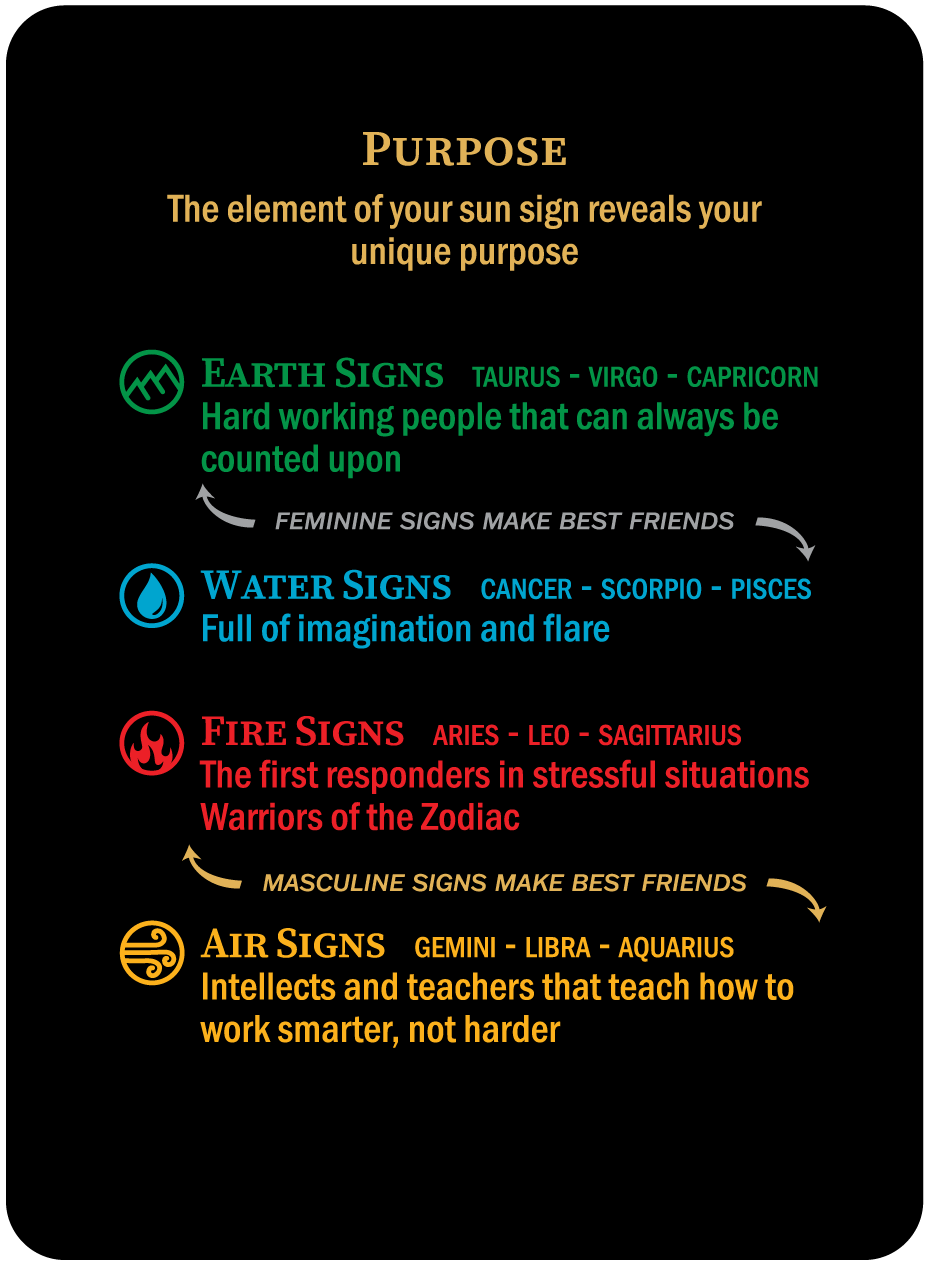 PURPOSE
The element of your sun sign reveals your
unique purpose
EARTH SIGNS TAURUS - VIRGO - CAPRICORN
Hard working people that can always be
counted upon
FEMININE SIGNS MAKE BEST FRIENDS
WATER SIGNS CANCER - SCORPIO - PISCES
Full of imagination and flare
FIRE SIGNS ARIES - LEO - SAGITTARIUS
The first responders in stressful situations
Warriors of the Zodiac
MASCULINE SIGNS MAKE BEST FRIENDS
AIR SIGNS GEMINI - LIBRA - AQUARIUS
Intellects and teachers that teach how to
work smarter, not harder